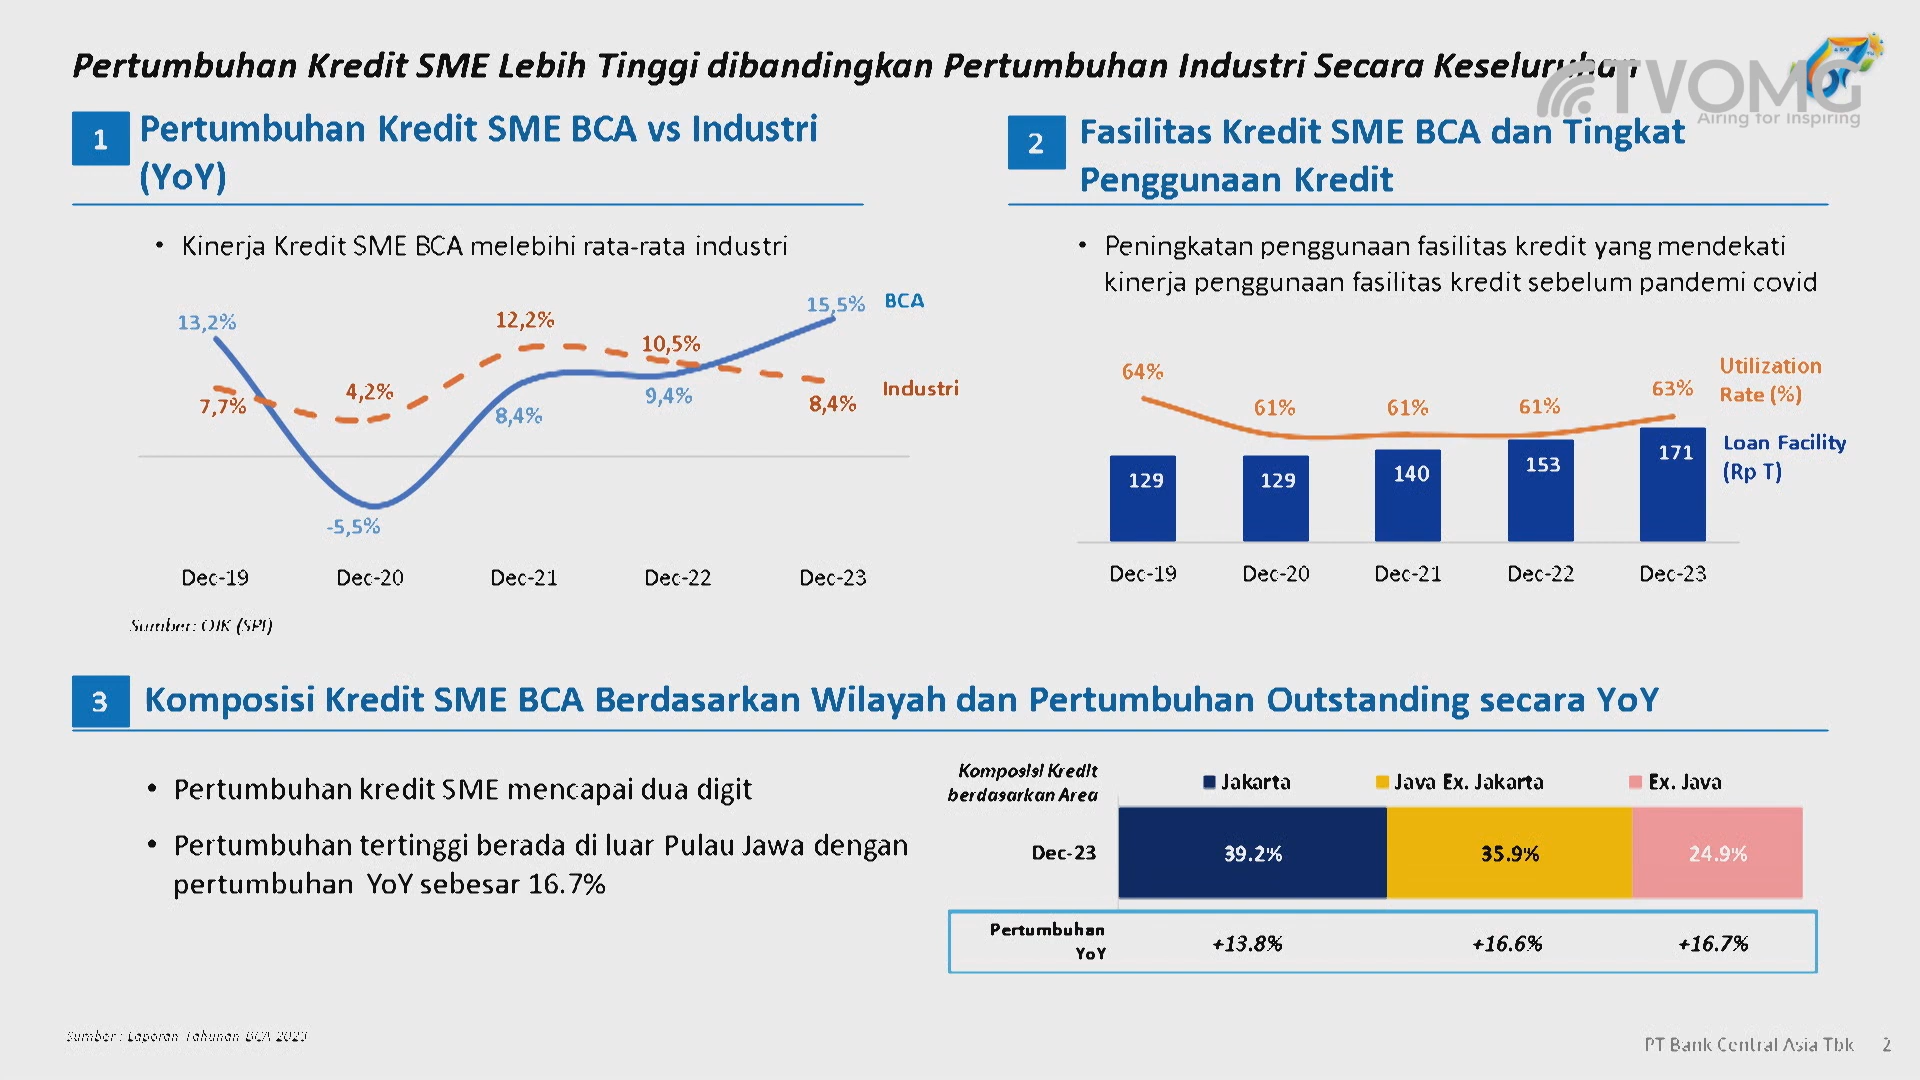 Pertumbuhan Kredit SME Lebih Tinggi dibandingkan Pertumbuhan Industri Secara Keseluruhan
TVOMG
Airing for Inspiring
1
Pertumbuhan Kredit SME BCA vs Industri
(YoY)
• Kinerja Kredit SME BCA melebihi rata-rata industri
13,2%
7,7%
4,2%
-5,5%
12,2%
8,4%
10,5%
9,4%
15,5%
8,4%
BCA
Industri
Dec-19 Dec-20 Dec-21 Dec-22 Dec-23
Sumber: OJK (SPI)
2
Fasilitas Kredit SME BCA dan Tingkat
Penggunaan Kredit
• Peningkatan penggunaan fasilitas kredit yang mendekati
kinerja penggunaan fasilitas kredit sebelum pandemi covid
64% 61% 61% 61% 63%
Utilization
Rate (%)
129 129 140 153 171
Loan Facility
(Rp T)
Dec-19 Dec-20 Dec-21 Dec-22 Dec-23
3
Komposisi Kredit SME BCA Berdasarkan Wilayah dan Pertumbuhan Outstanding secara YoY
• Pertumbuhan kredit SME mencapai dua digit
• Pertumbuhan tertinggi berada di luar Pulau Jawa dengan
pertumbuhan YoY sebesar 16.7%
Komposisi Kredit
berdasarkan Area
Jakarta Java Ex. Jakarta Ex. Java
Dec-23 39.2% 35.9% 24.9%
Pertumbuhan
YoY
+13.8% +16.6% +16.7%
Sumber : Laporan Tahunan BCA 2023
PT Bank Central Asia Tbk 2